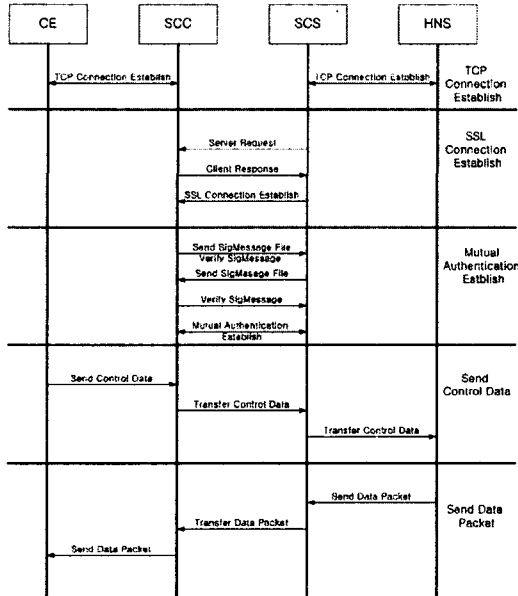 CE
SCC
SCS
HNS
TCP Connection Establish
TCP Connection Establish
TCP
Connection
Establish
SSL
Connection
Establish
Server Request
Client Response
SSL Connection Establish
Mutual
Authentication
Estblish
Send SigMessage File
Verify SigMessage
Send SigMasage File
Verify SigMessage
Mutual Authentication
Establish
Send
Control Data
Send Control Data
Transfer Control Data
Transfer Control Data
Send Data
Packet
Send Data Packet
Transfer Data Packet
Send Data Packet